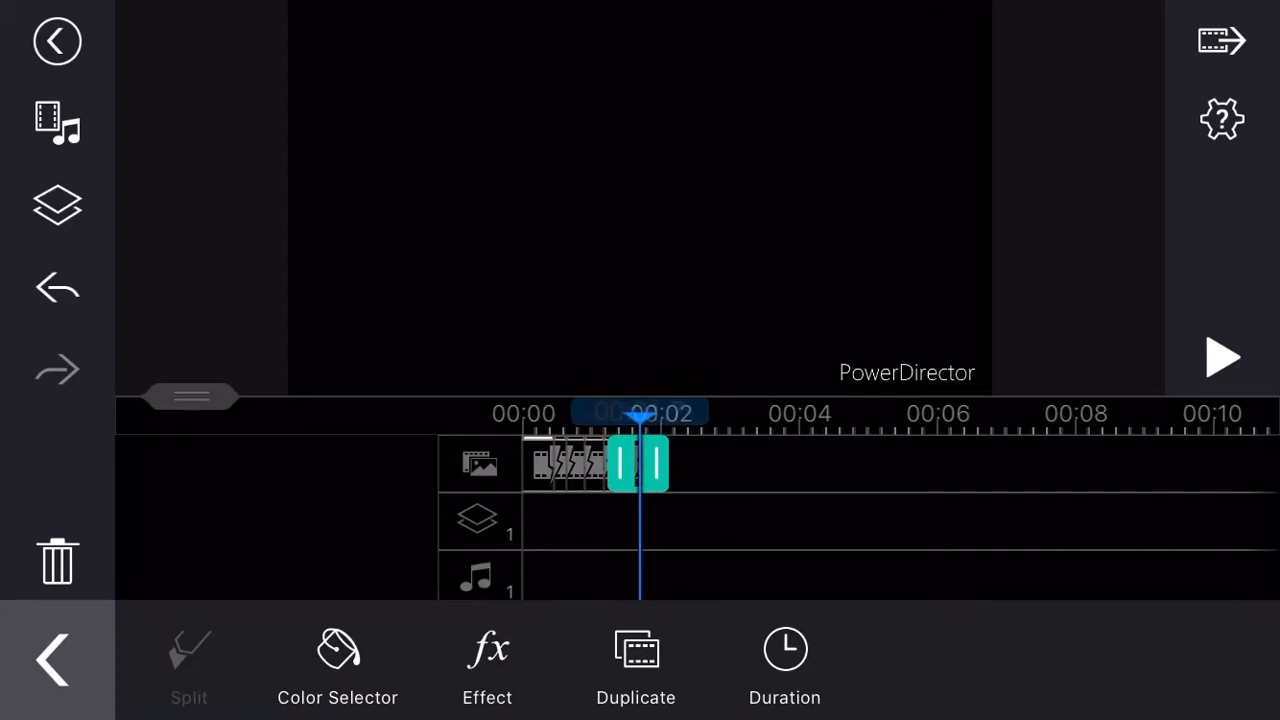 PowerDirector
00:00
00:02
00:04
00:06
00:08
00:10
1
1
Split
Color Selector
fx
Effect
Duplicate
Duration